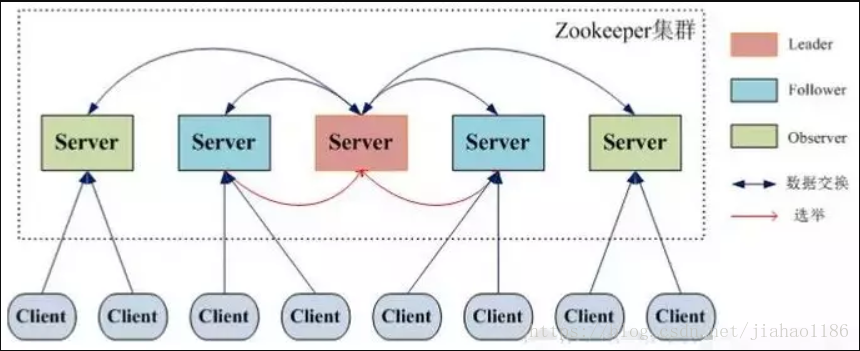 Zookeeper集群
Leader
Follower
Observer
数据交换
选举
Server Server Server Server Server
Client Client Client Client Client Client Client Client
https://blog.csdn.net/jiahao1186